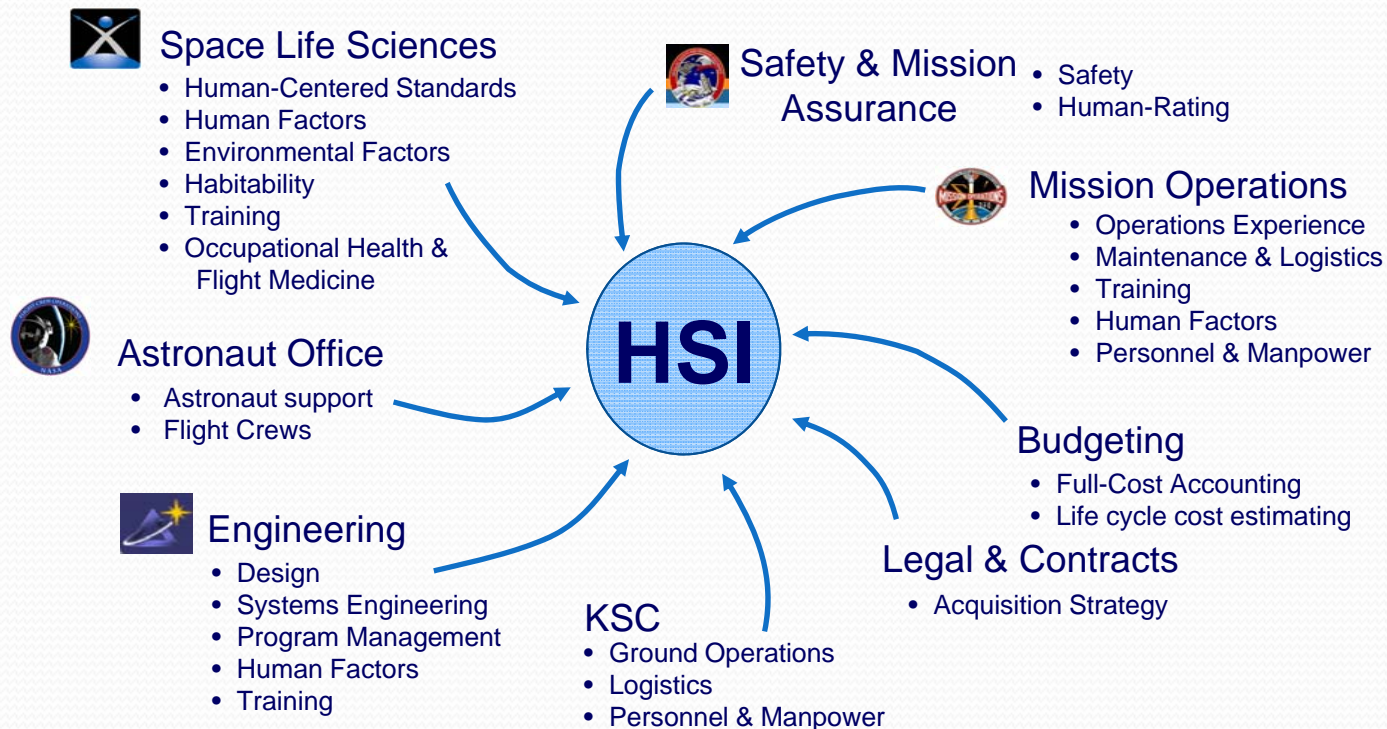 Space Life Sciences
• Human-Centered Standards
• Human Factors
• Environmental Factors
• Habitability
• Training
• Occupational Health &
Flight Medicine
Safety & Mission
Assurance
• Safety
• Human-Rating
Mission Operations
• Operations Experience
• Maintenance & Logistics
• Training
• Human Factors
• Personnel & Manpower
HSI
Astronaut Office
• Astronaut support
• Flight Crews
Budgeting
• Full-Cost Accounting
• Life cycle cost estimating
Engineering
• Design
• Systems Engineering
• Program Management
• Human Factors
• Training
KSC
• Ground Operations
• Logistics
• Personnel & Manpower
Legal & Contracts
• Acquisition Strategy
MISSION OPERATIONS
NASA